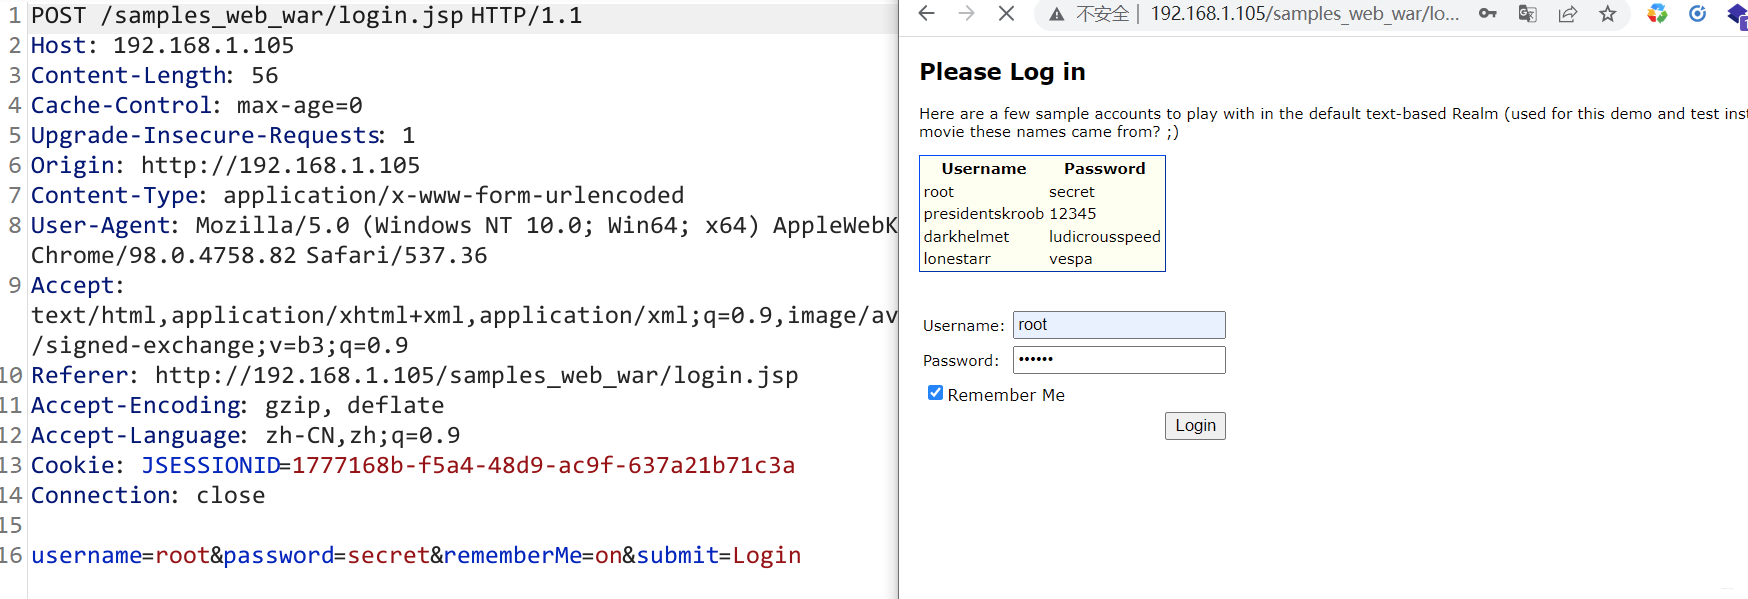 1 POST /samples_web_war/login.jsp HTTP/1.1
2 Host: 192.168.1.105
3 Content-Length: 56
4 Cache-Control: max-age=0
5 Upgrade-Insecure-Requests: 1
6 Origin: http://192.168.1.105
7 Content-Type: application/x-www-form-urlencoded
8 User-Agent: Mozilla/5.0 (Windows NT 10.0; Win64; x64) AppleWebK
Chrome/98.0.4758.82 Safari/537.36
9 Accept:
text/html,application/xhtml+xml,application/xml;q=0.9,image/av
/signed-exchange;v=b3;q=0.9
10 Referer: http://192.168.1.105/samples_web_war/login.jsp
11 Accept-Encoding: gzip, deflate
12 Accept-Language: zh-CN,zh;q=0.9
13 Cookie: JSESSIONID=1777168b-f5a4-48d9-ac9f-637a21b71c3a
14 Connection: close
15
16 username=root&password=secret&rememberMe=on&submit=Login
不安全 192.168.1.105/samples_web_war/lo...
Please Log in
Here are a few sample accounts to play with in the default text-based Realm (used for this demo and test inst
movie these names came from? ;)
Username Password
root secret
presidentskroob 12345
darkhelmet ludicrousspeed
lonestarr vespa
Username: root
Password: ••••••
Remember Me
Login